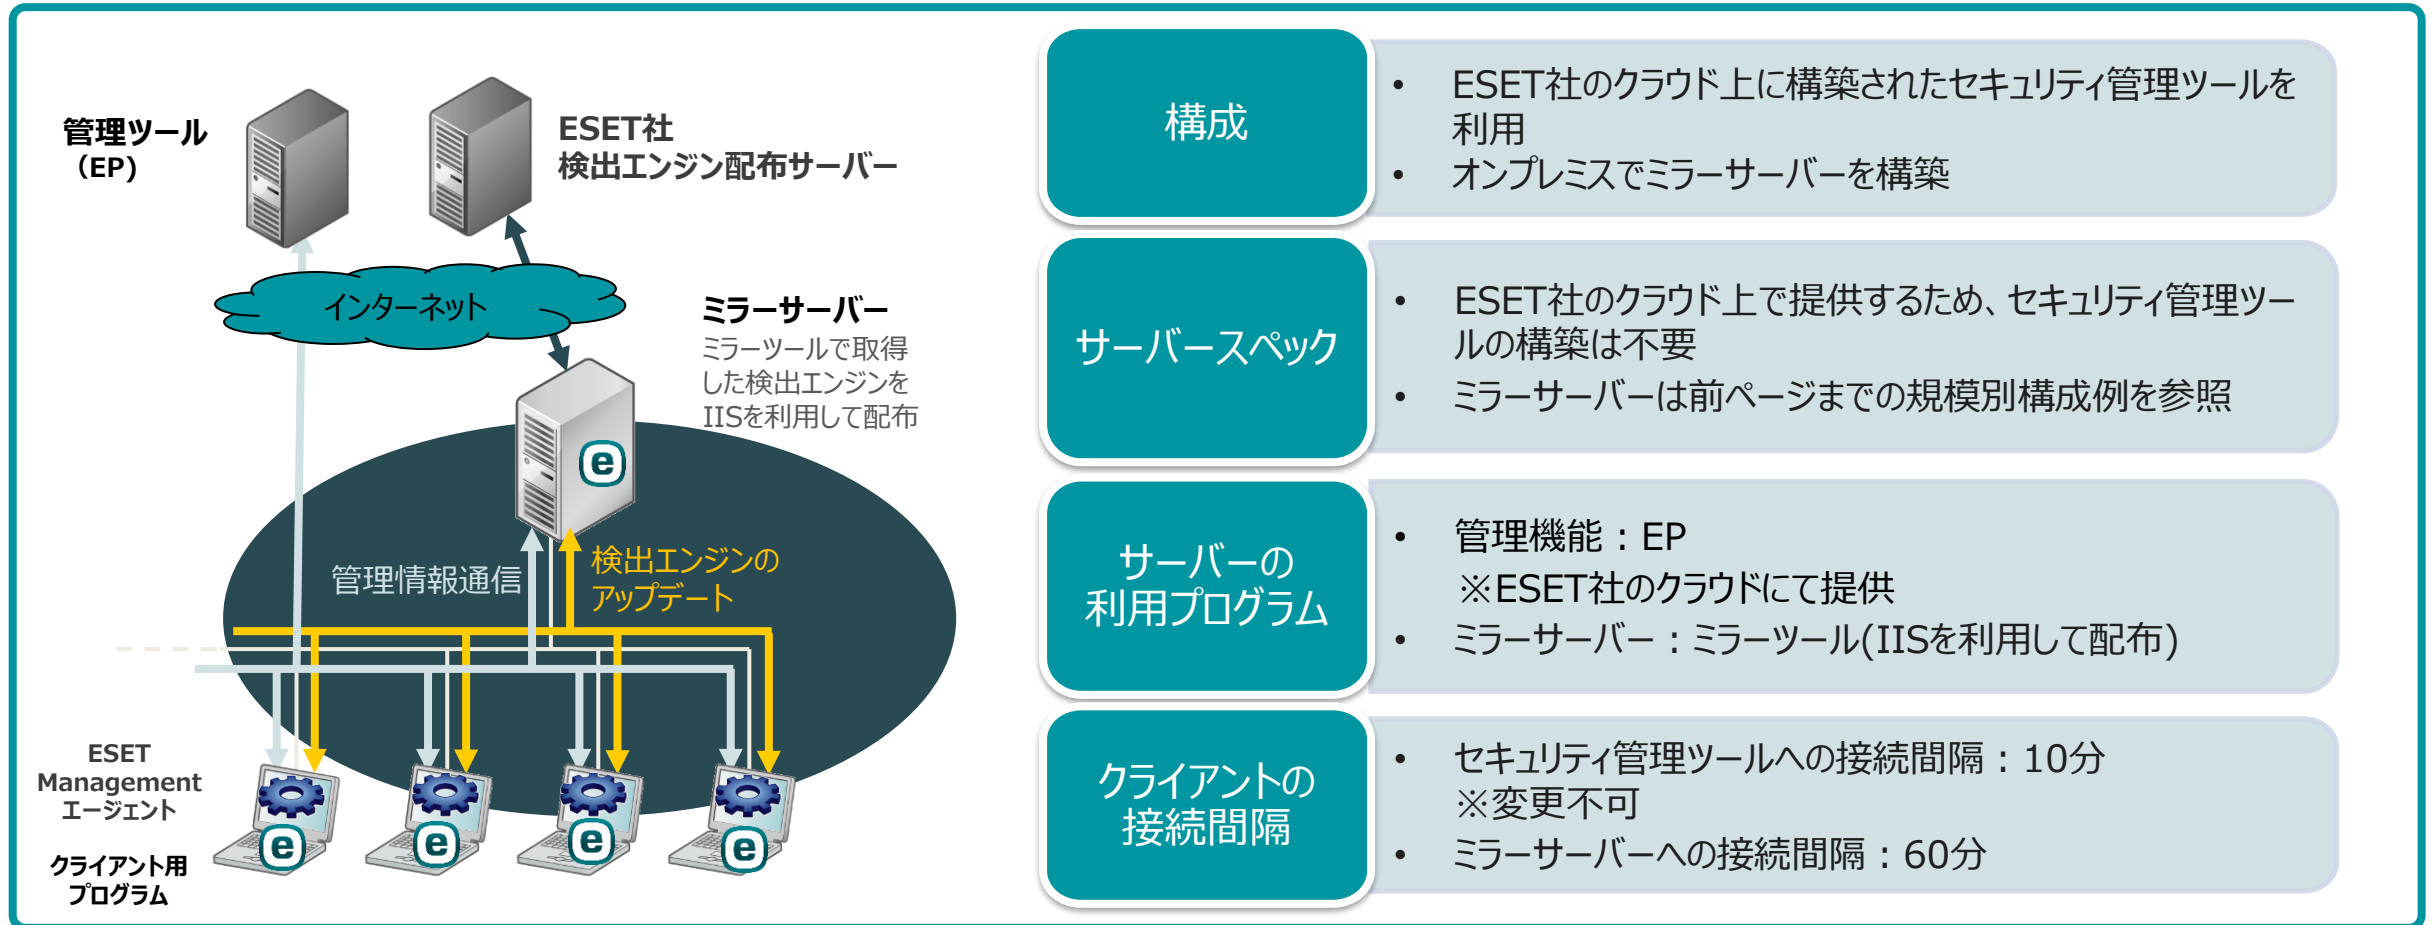 管理ツール
（EP)
ESET社
検出エンジン配布サーバー
インターネット
ミラーサーバー
ミラーツールで取得
した検出エンジンを
IISを利用して配布
e
管理情報通信
検出エンジンの
アップデート
ESET
Management
エージェント
クライアント用
プログラム
e
e
e
e
構成
• ESET社のクラウド上に構築されたセキュリティ管理ツールを
利用
• オンプレミスでミラーサーバーを構築
サーバースペック
• ESET社のクラウド上で提供するため、セキュリティ管理ツー
ルの構築は不要
• ミラーサーバーは前ページまでの規模別構成例を参照
サーバーの
利用プログラム
• 管理機能：EP
※ESET社のクラウドにて提供
• ミラーサーバー：ミラーツール(IISを利用して配布)
クライアントの
接続間隔
• セキュリティ管理ツールへの接続間隔：10分
※変更不可
• ミラーサーバーへの接続間隔：60分